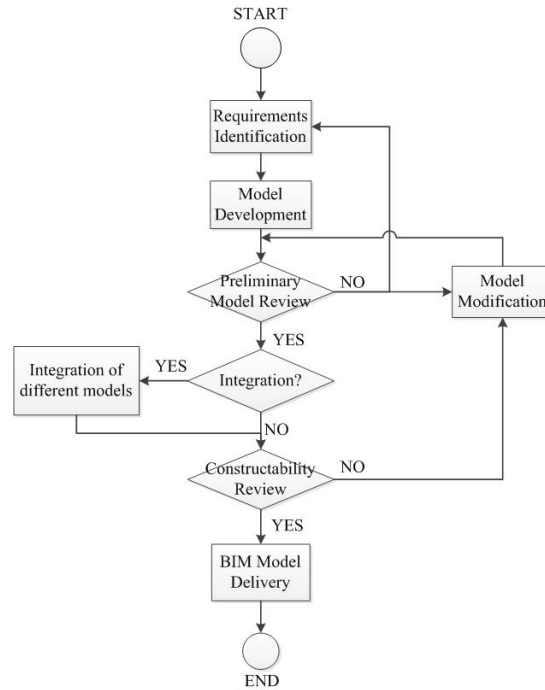 START
Requirements
Identification
Model
Development
Preliminary
Model Review
NO
Model
Modification
YES
Integration of
different models
YES
Integration?
NO
Constructability
Review
NO
YES
BIM Model
Delivery
END